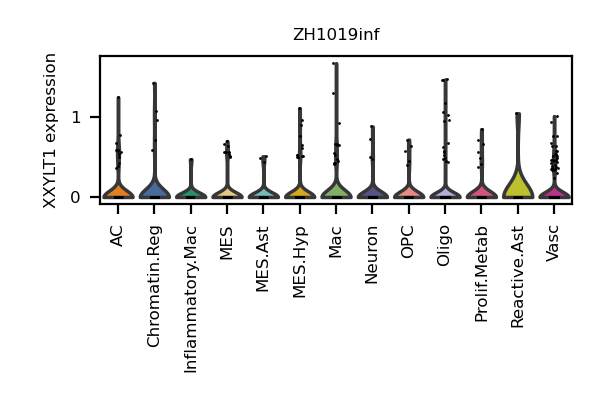 ZH1019inf
XXYLT1 expression
1
0
AC
Chromatin.Reg
Inflammatory.Mac
MES
MES.Ast
MES.Hyp
Mac
Neuron
OPC
Oligo
Prolif.Metab
Reactive.Ast
Vasc